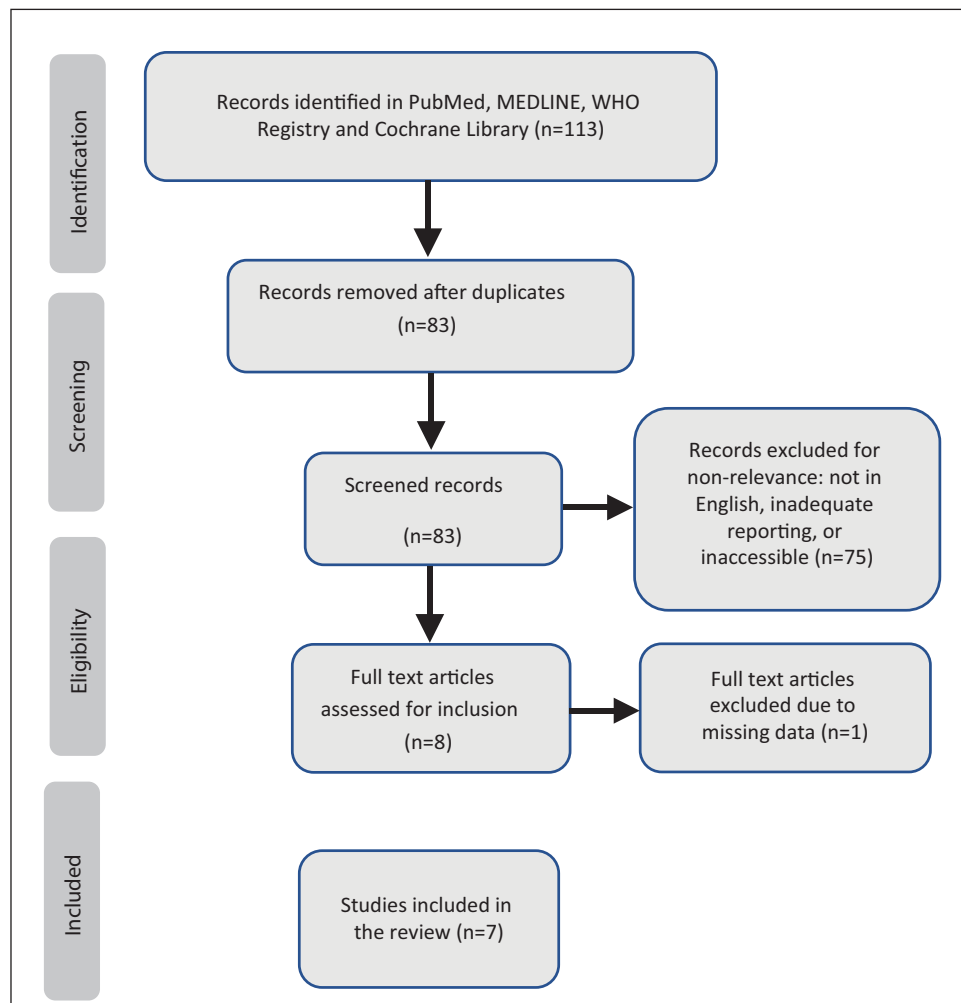 Identification
Records identified in PubMed, MEDLINE, WHO
Registry and Cochrane Library (n=113)
Records removed after duplicates
(n=83)
Screening
Screened records
(n=83)
Records excluded for
non-relevance: not in
English, inadequate
reporting, or
inaccessible (n=75)
Eligibility
Full text articles
assessed for inclusion
(n=8)
Full text articles
excluded due to
missing data (n=1)
Included
Studies included in
the review (n=7)